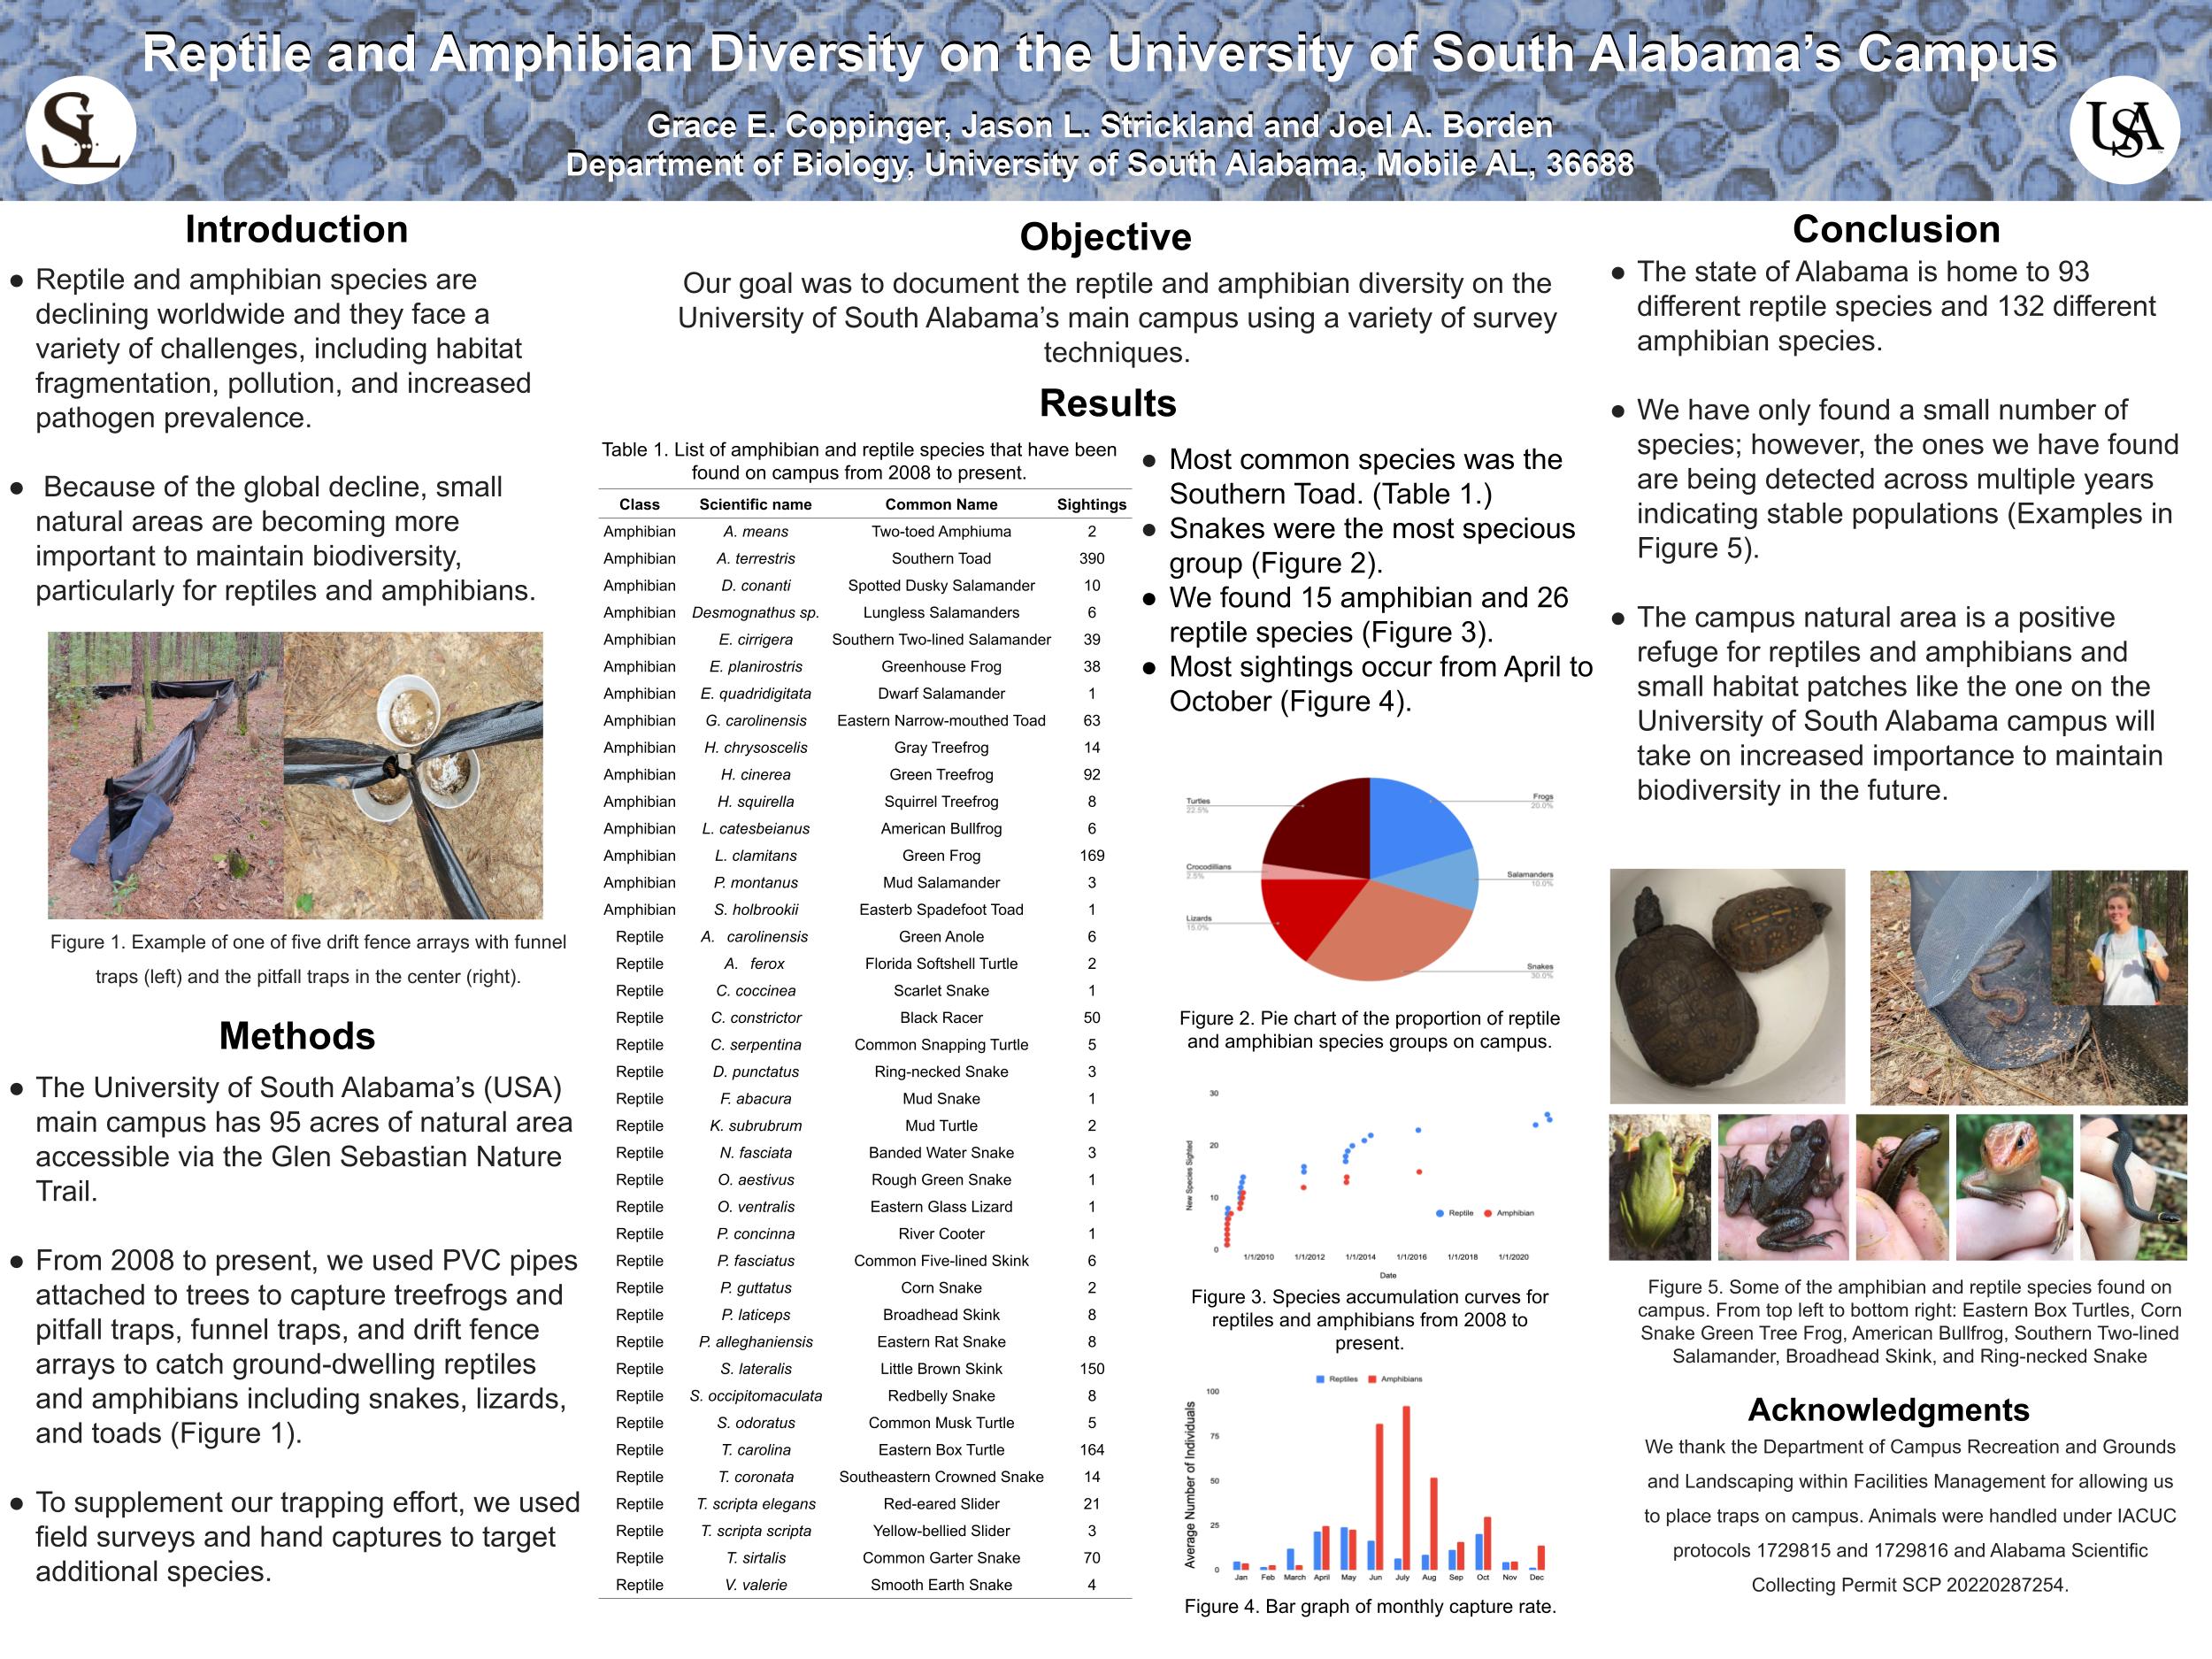 Reptile and Amphibian Diversity on the University of South Alabama's Campus
Grace E. Coppinger, Jason L. Strickland and Joel A. Borden
Department of Biology, University of South Alabama, Mobile AL, 36688
SL
USA
Introduction
● Reptile and amphibian species are
declining worldwide and they face a
variety of challenges, including habitat
fragmentation, pollution, and increased
pathogen prevalence.
● Because of the global decline, small
natural areas are becoming more
important to maintain biodiversity,
particularly for reptiles and amphibians.
Figure 1. Example of one of five drift fence arrays with funnel
traps (left) and the pitfall traps in the center (right).
Methods
● The University of South Alabama's (USA)
main campus has 95 acres of natural area
accessible via the Glen Sebastian Nature
Trail.
● From 2008 to present, we used PVC pipes
attached to trees to capture treefrogs and
pitfall traps, funnel traps, and drift fence
arrays to catch ground-dwelling reptiles
and amphibians including snakes, lizards,
and toads (Figure 1).
● To supplement our trapping effort, we used
field surveys and hand captures to target
additional species.
Objective
Our goal was to document the reptile and amphibian diversity on the
University of South Alabama's main campus using a variety of survey
techniques.
Results
Table 1. List of amphibian and reptile species that have been
found on campus from 2008 to present.
Class Scientific name Common Name Sightings
Amphibian A. means Two-toed Amphiuma 2
Amphibian A. terrestris Southern Toad 390
Amphibian D. conanti Spotted Dusky Salamander 10
Amphibian Desmognathus sp. Lungless Salamanders 6
Amphibian E. cirrigera Southern Two-lined Salamander 39
Amphibian E. planirostris Greenhouse Frog 38
Amphibian E. quadridigitata Dwarf Salamander 1
Amphibian G. carolinensis Eastern Narrow-mouthed Toad 63
Amphibian H. chrysoscelis Gray Treefrog 14
Amphibian H. cinerea Green Treefrog 92
Amphibian H. squirella Squirrel Treefrog 8
Amphibian L. catesbeianus American Bullfrog 6
Amphibian L. clamitans Green Frog 169
Amphibian P. montanus Mud Salamander 3
Amphibian S. holbrookii Easterb Spadefoot Toad 1
Reptile A. carolinensis Green Anole 6
Reptile A. ferox Florida Softshell Turtle 2
Reptile C. coccinea Scarlet Snake 1
Reptile C. constrictor Black Racer 50
Reptile C. serpentina Common Snapping Turtle 5
Reptile D. punctatus Ring-necked Snake 3
Reptile F. abacura Mud Snake 1
Reptile K. subrubrum Mud Turtle 2
Reptile N. fasciata Banded Water Snake 3
Reptile O. aestivus Rough Green Snake 1
Reptile O. ventralis Eastern Glass Lizard 1
Reptile P. concinna River Cooter 1
Reptile P. fasciatus Common Five-lined Skink 6
Reptile P. guttatus Corn Snake 2
Reptile P. laticeps Broadhead Skink 8
Reptile P. alleghaniensis Eastern Rat Snake 8
Reptile S. lateralis Little Brown Skink 150
Reptile S. occipitomaculata Redbelly Snake 8
Reptile S. odoratus Common Musk Turtle 5
Reptile T. carolina Eastern Box Turtle 164
Reptile T. coronata Southeastern Crowned Snake 14
Reptile T. scripta elegans Red-eared Slider 21
Reptile T. scripta scripta Yellow-bellied Slider 3
Reptile T. sirtalis Common Garter Snake 70
Reptile V. valerie Smooth Earth Snake 4
● Most common species was the
Southern Toad. (Table 1.)
● Snakes were the most specious
group (Figure 2).
● We found 15 amphibian and 26
reptile species (Figure 3).
● Most sightings occur from April to
October (Figure 4).
Turtles
22.5%
Crocodillians
2.5%
Lizards
15.0%
Frogs
20.0%
Salamanders
10.0%
Snakes
30.0%
Figure 2. Pie chart of the proportion of reptile
and amphibian species groups on campus.
New Species Sighted
30
20
10
0
Reptile Amphibian
1/1/2010 1/1/2012 1/1/2014 1/1/2016 1/1/2018 1/1/2020
Date
Figure 3. Species accumulation curves for
reptiles and amphibians from 2008 to
present.
Reptiles Amphibians
Average Number of Individuals
100
75
50
25
0
Jan Feb March April May Jun July Aug Sep Oct Nov Dec
Figure 4. Bar graph of monthly capture rate.
Conclusion
● The state of Alabama is home to 93
different reptile species and 132 different
amphibian species.
● We have only found a small number of
species; however, the ones we have found
are being detected across multiple years
indicating stable populations (Examples in
Figure 5).
● The campus natural area is a positive
refuge for reptiles and amphibians and
small habitat patches like the one on the
University of South Alabama campus will
take on increased importance to maintain
biodiversity in the future.
Figure 5. Some of the amphibian and reptile species found on
campus. From top left to bottom right: Eastern Box Turtles, Corn
Snake Green Tree Frog, American Bullfrog, Southern Two-lined
Salamander, Broadhead Skink, and Ring-necked Snake
Acknowledgments
We thank the Department of Campus Recreation and Grounds
and Landscaping within Facilities Management for allowing us
to place traps on campus. Animals were handled under IACUC
protocols 1729815 and 1729816 and Alabama Scientific
Collecting Permit SCP 20220287254.